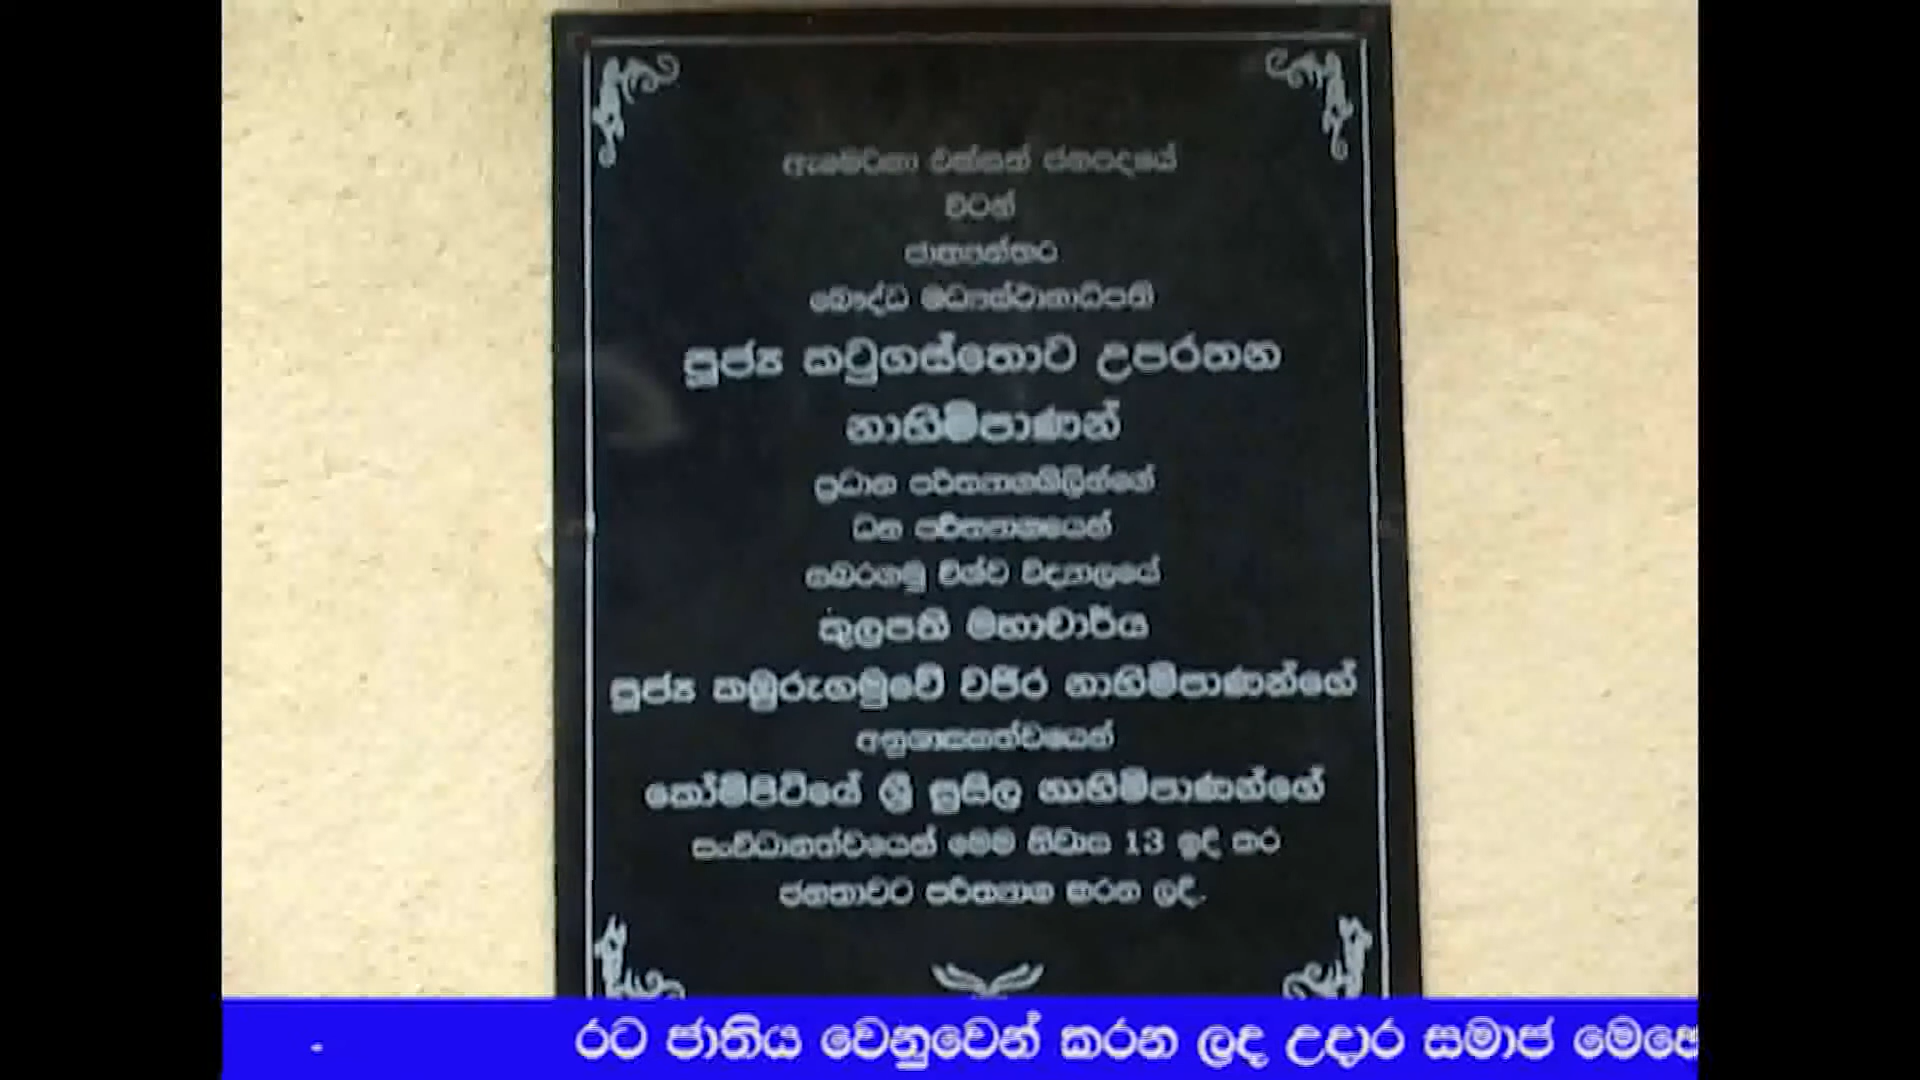 ඇමෙරිකා එක්සත් ජනපදයේ
විටන්
ජාත්‍යන්තර
බෞද්ධ මධ්‍යස්ථානාධිපති
පූජ්‍ය කටුගස්තොට උපරතන
නාහිමිපාණන්
ප්‍රධාන පරිත්‍යාගශීලීන්ගේ
ධන පරිත්‍යාගයෙන්
සබරගමු විශ්ව විද්‍යාලයේ
කුලපති මහාචාර්ය
පූජ්‍ය කඹුරුගමුවේ වජිර නාහිමිපාණන්ගේ
අනුශාසකත්වයෙන්
කෝම්පිටියේ ශ්‍රී සුසීල නාහිමිපාණන්ගේ
සංවිධානත්වයෙන් මෙම නිවාස 13 ඉදි කර
ජනතාවට පරිත්‍යාග කරන ලදී.
රට ජාතිය වෙනුවෙන් කරන ලද උදාර සමාජ